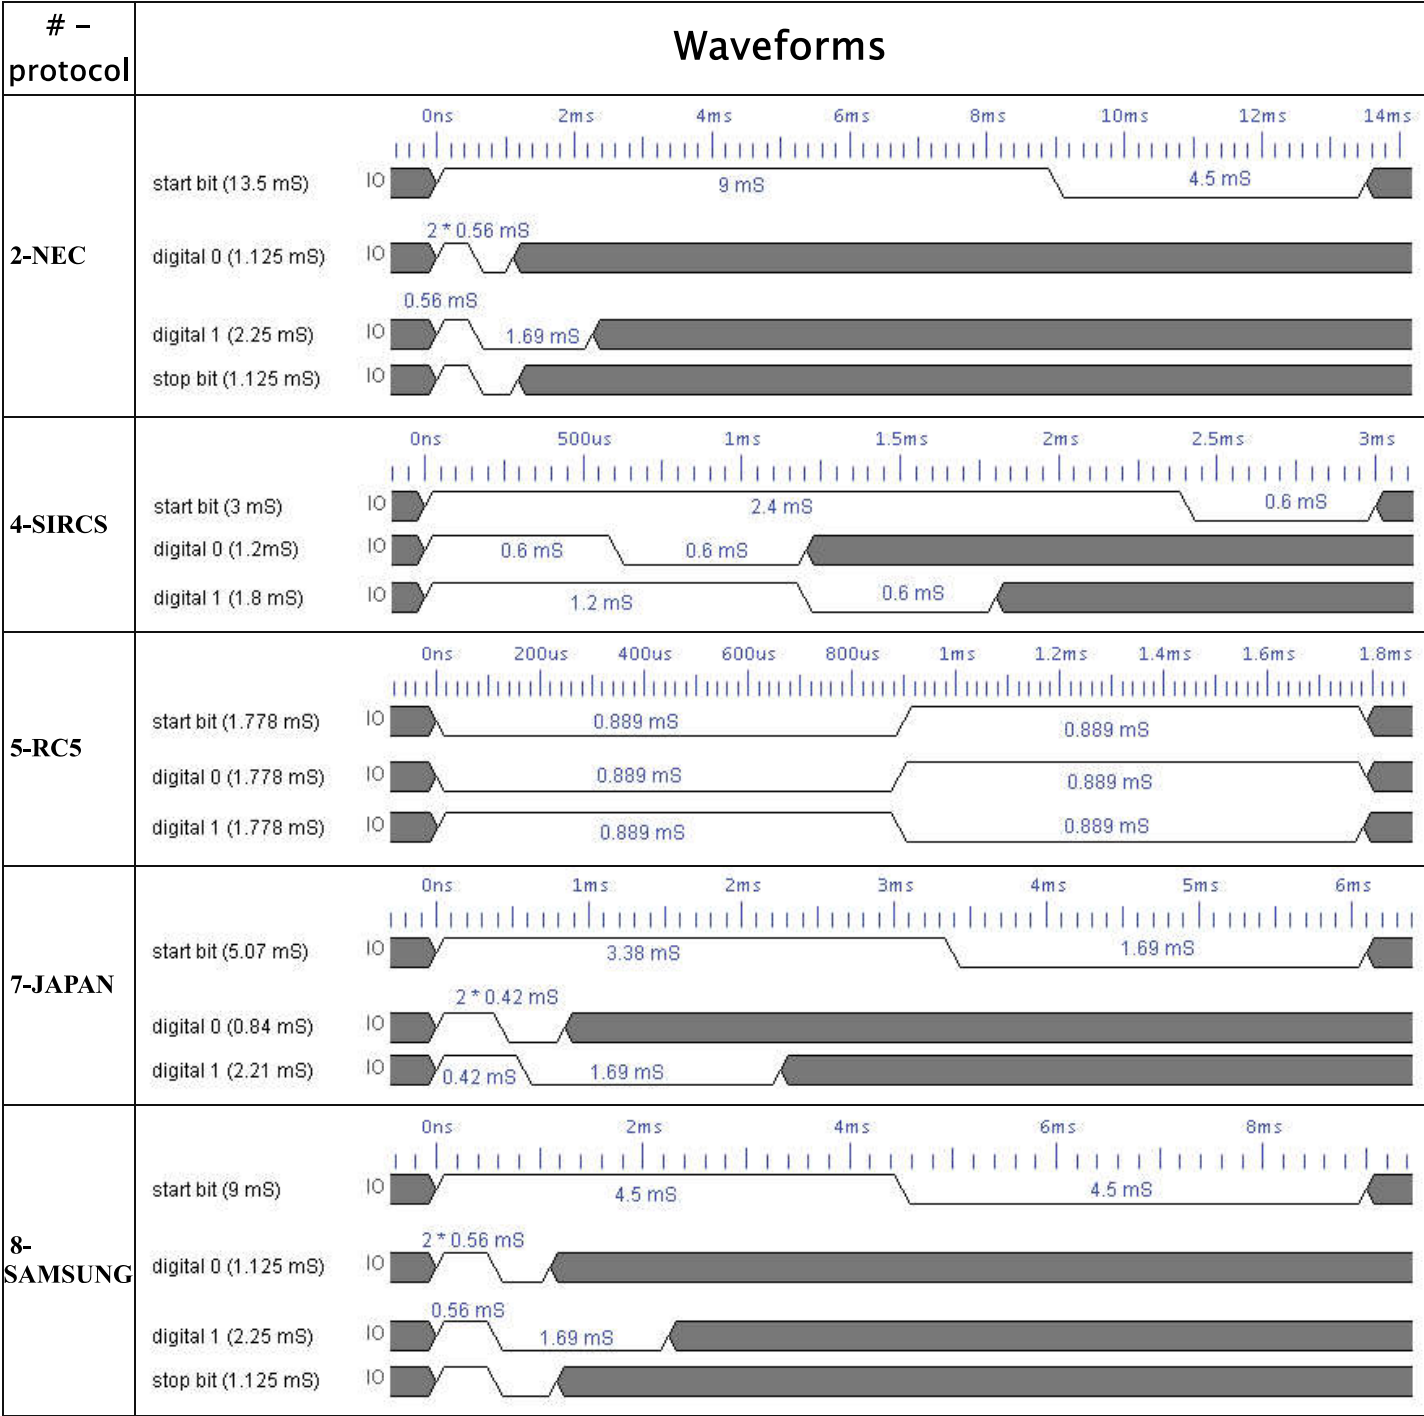 # –
protocol
Waveforms
2-NEC
0ns 2ms 4ms 6ms 8ms 10ms 12ms 14ms
start bit (13.5 mS) IO 9 mS 4.5 mS
2 * 0.56 mS
digital 0 (1.125 mS) IO
0.56 mS
digital 1 (2.25 mS) IO 1.69 mS
stop bit (1.125 mS) IO
4-SIRCS
0ns 500us 1ms 1.5ms 2ms 2.5ms 3ms
start bit (3 mS) IO 2.4 mS 0.6 mS
digital 0 (1.2mS) IO 0.6 mS 0.6 mS
digital 1 (1.8 mS) IO 1.2 mS 0.6 mS
5-RC5
0ns 200us 400us 600us 800us 1ms 1.2ms 1.4ms 1.6ms 1.8ms
start bit (1.778 mS) IO 0.889 mS 0.889 mS
digital 0 (1.778 mS) IO 0.889 mS 0.889 mS
digital 1 (1.778 mS) IO 0.889 mS 0.889 mS
7-JAPAN
0ns 1ms 2ms 3ms 4ms 5ms 6ms
start bit (5.07 mS) IO 3.38 mS 1.69 mS
2 * 0.42 mS
digital 0 (0.84 mS) IO
digital 1 (2.21 mS) IO 0.42 mS 1.69 mS
8-
SAMSUNG
0ns 2ms 4ms 6ms 8ms
start bit (9 mS) IO 4.5 mS 4.5 mS
2 * 0.56 mS
digital 0 (1.125 mS) IO
0.56 mS
digital 1 (2.25 mS) IO 1.69 mS
stop bit (1.125 mS) IO